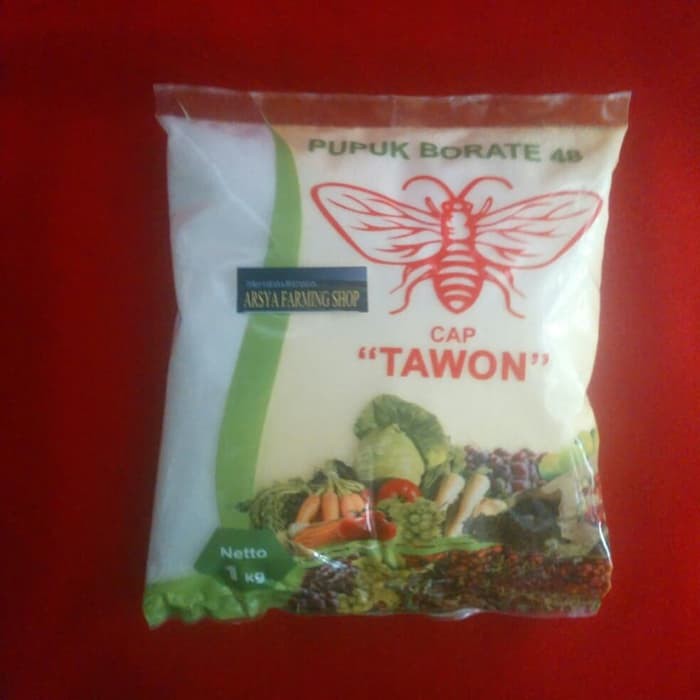 PUPUK BORATE 48
ARSYA FARMING SHOP
CAP
“TAWON”
Netto
1 KG